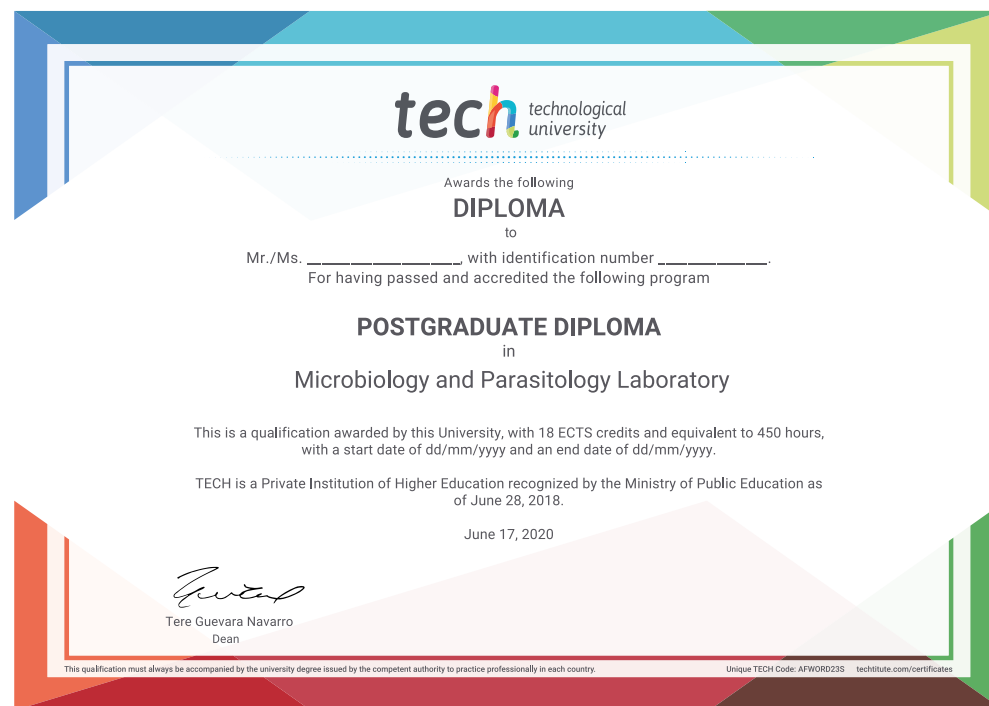 tech technological
university
Awards the following
DIPLOMA
to
Mr./Ms. ____________________, with identification number ______________.
For having passed and accredited the following program
POSTGRADUATE DIPLOMA
in
Microbiology and Parasitology Laboratory
This is a qualification awarded by this University, with 18 ECTS credits and equivalent to 450 hours,
with a start date of dd/mm/yyyy and an end date of dd/mm/yyyy.
TECH is a Private Institution of Higher Education recognized by the Ministry of Public Education as
of June 28, 2018.
June 17, 2020
Tere Guevara Navarro
Dean
This qualification must always be accompanied by the university degree issued by the competent authority to practice professionally in each country. Unique TECH Code: AFWORD23S techtitute.com/certificates